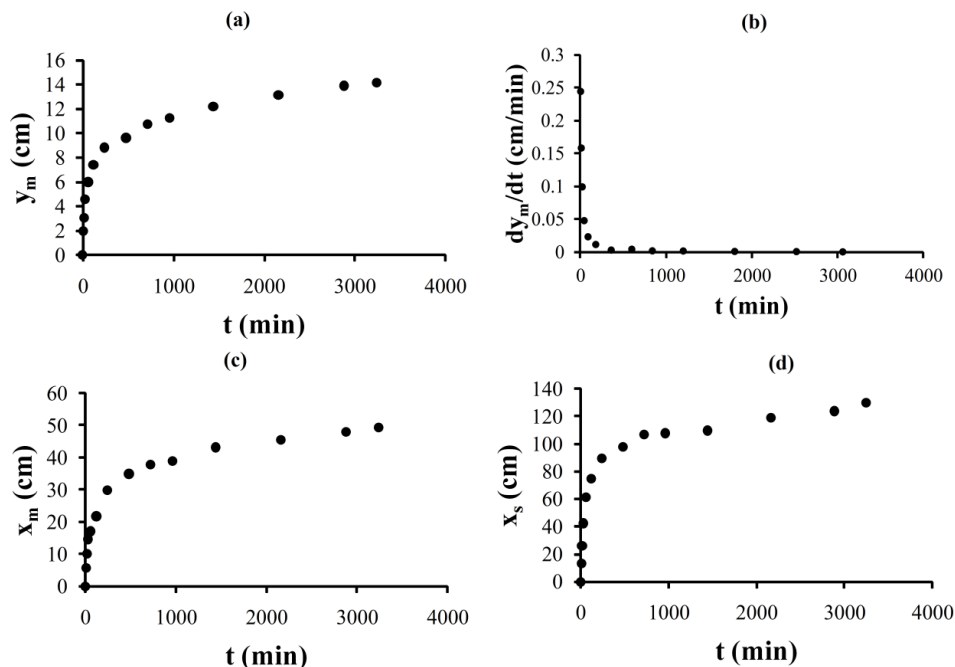 (a)
y_m (cm)
16
14
12
10
8
6
4
2
0
0 1000 2000 3000 4000
t (min)
(b)
dy_m/dt (cm/min)
0.3
0.25
0.2
0.15
0.1
0.05
0
0 1000 2000 3000 4000
t (min)
(c)
x_m (cm)
60
50
40
30
20
10
0
0 1000 2000 3000 4000
t (min)
(d)
x_s (cm)
140
120
100
80
60
40
20
0
0 1000 2000 3000 4000
t (min)